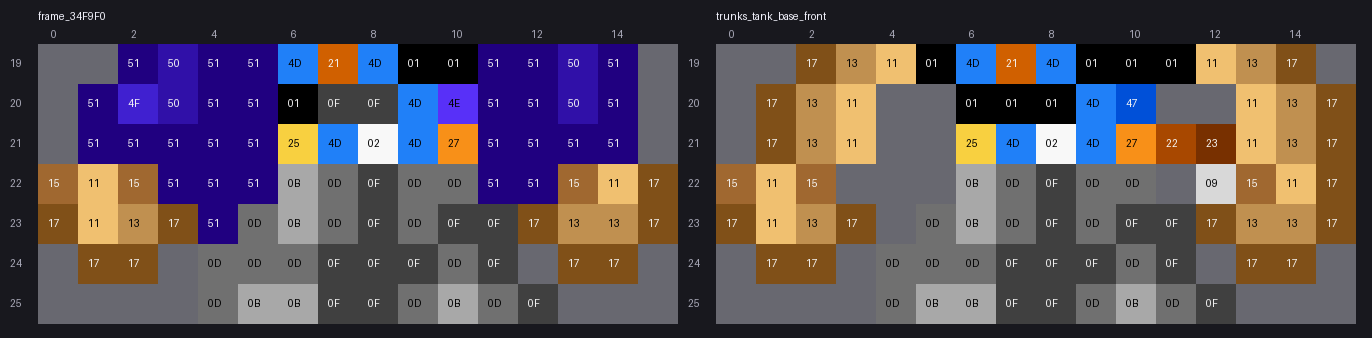 frame_34F9F0 trunks_tank_base_front
0 2 4 6 8 10 12 14 0 2 4 6 8 10 12 14
19 51 50 51 51 4D 21 4D 01 01 51 51 50 51 19 17 13 11 01 4D 21 4D 01 01 01 11 13 17
20 51 4F 50 51 51 01 0F 0F 4D 4E 51 51 50 51 20 17 13 11 01 01 01 4D 47 11 13 17
21 51 51 51 51 51 25 4D 02 4D 27 51 51 51 51 21 17 13 11 25 4D 02 4D 27 22 23 11 13 17
22 15 11 15 51 51 51 0B 0D 0F 0D 0D 51 51 15 11 17 22 15 11 15 0B 0D 0F 0D 0D 09 15 11 17
23 17 11 13 17 51 0D 0B 0D 0F 0D 0F 0F 17 13 13 17 23 17 11 13 17 0D 0B 0D 0F 0D 0F 0F 17 13 13 17
24 17 17 0D 0D 0D 0F 0F 0F 0D 0F 17 17 24 17 17 0D 0D 0D 0F 0F 0F 0D 0F 17 17
25 0D 0B 0B 0F 0F 0D 0B 0D 0F 25 0D 0B 0B 0F 0F 0D 0B 0D 0F